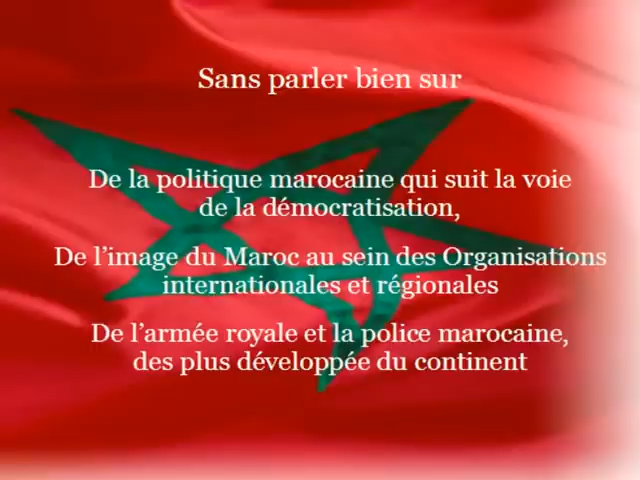 Sans parler bien sur
De la politique marocaine qui suit la voie
de la démocratisation,
De l’image du Maroc au sein des Organisations
internationales et régionales
De l’armée royale et la police marocaine,
des plus développée du continent